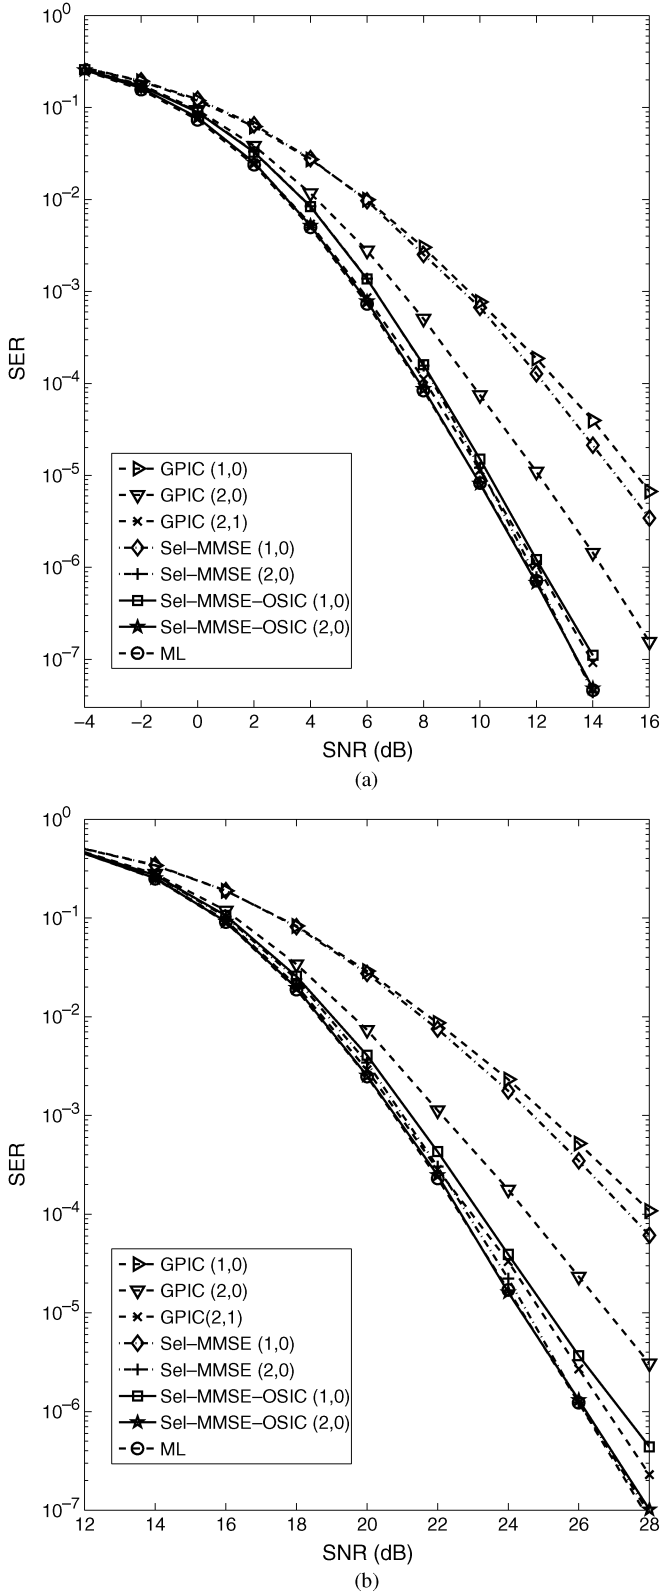 10^0
10^-1
10^-2
10^-3
10^-4
10^-5
10^-6
10^-7
SER
GPIC (1,0)
GPIC (2,0)
GPIC (2,1)
Sel–MMSE (1,0)
Sel–MMSE (2,0)
Sel–MMSE–OSIC (1,0)
Sel–MMSE–OSIC (2,0)
ML
−4 −2 0 2 4 6 8 10 12 14 16
SNR (dB)
(a)
10^0
10^-1
10^-2
10^-3
10^-4
10^-5
10^-6
10^-7
SER
GPIC (1,0)
GPIC (2,0)
GPIC(2,1)
Sel–MMSE (1,0)
Sel–MMSE (2,0)
Sel–MMSE–OSIC (1,0)
Sel–MMSE–OSIC (2,0)
ML
12 14 16 18 20 22 24 26 28
SNR (dB)
(b)